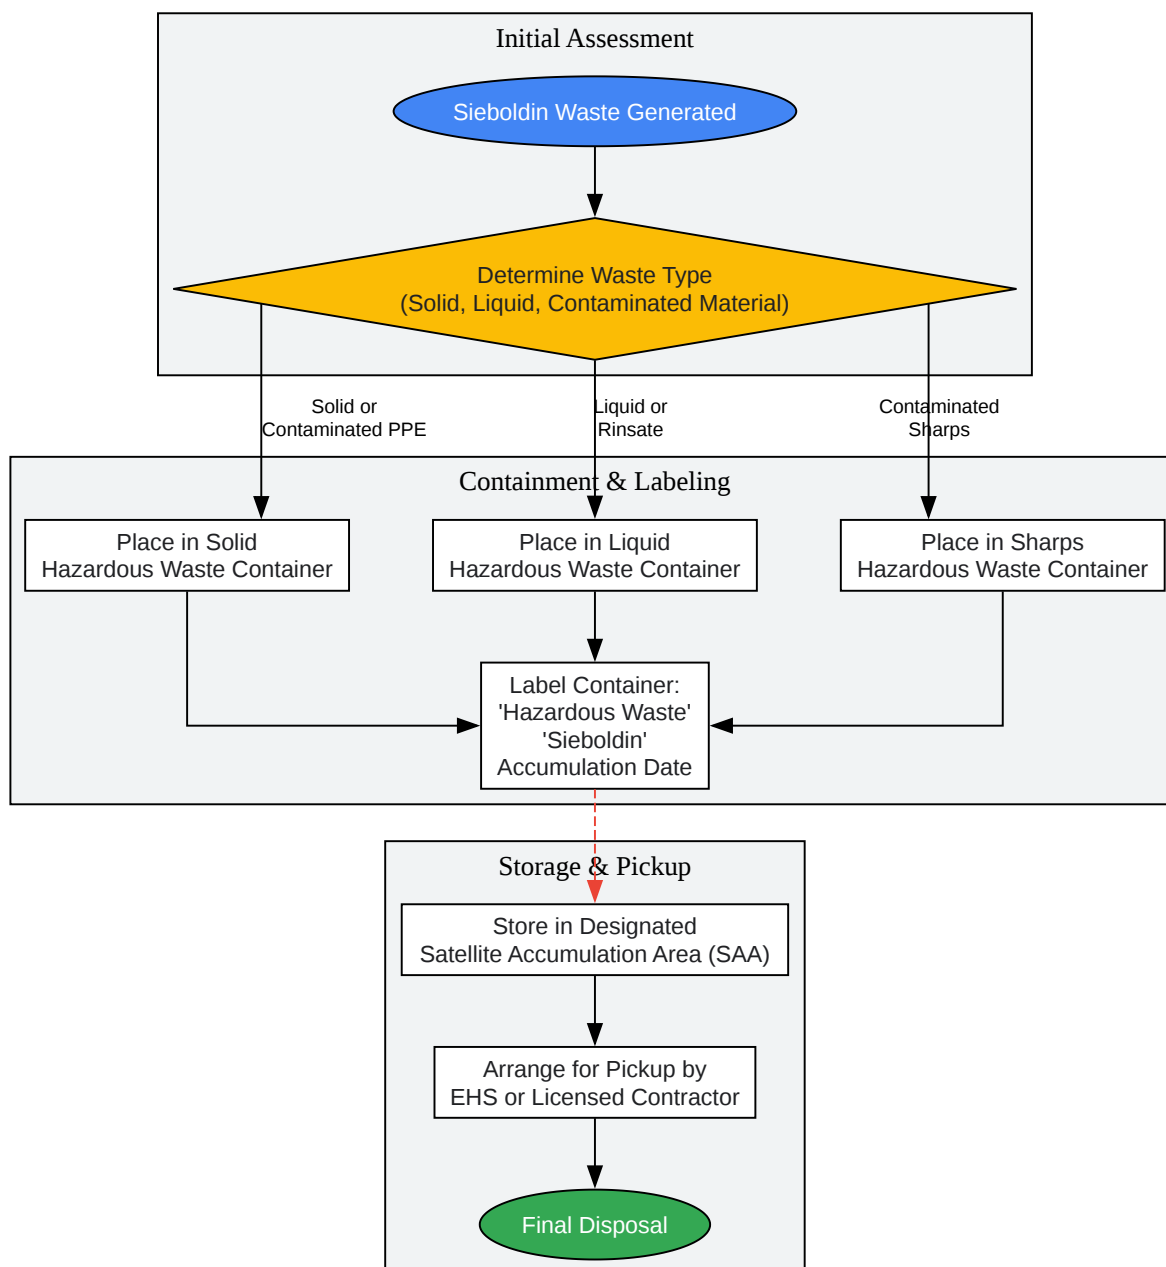 Initial Assessment
Sieboldin Waste Generated
Determine Waste Type
(Solid, Liquid, Contaminated Material)
Solid or
Contaminated PPE
Liquid or
Rinsate
Contaminated
Sharps
Containment & Labeling
Place in Solid
Hazardous Waste Container
Place in Liquid
Hazardous Waste Container
Place in Sharps
Hazardous Waste Container
Label Container:
'Hazardous Waste'
'Sieboldin'
Accumulation Date
Storage & Pickup
Store in Designated
Satellite Accumulation Area (SAA)
Arrange for Pickup by
EHS or Licensed Contractor
Final Disposal